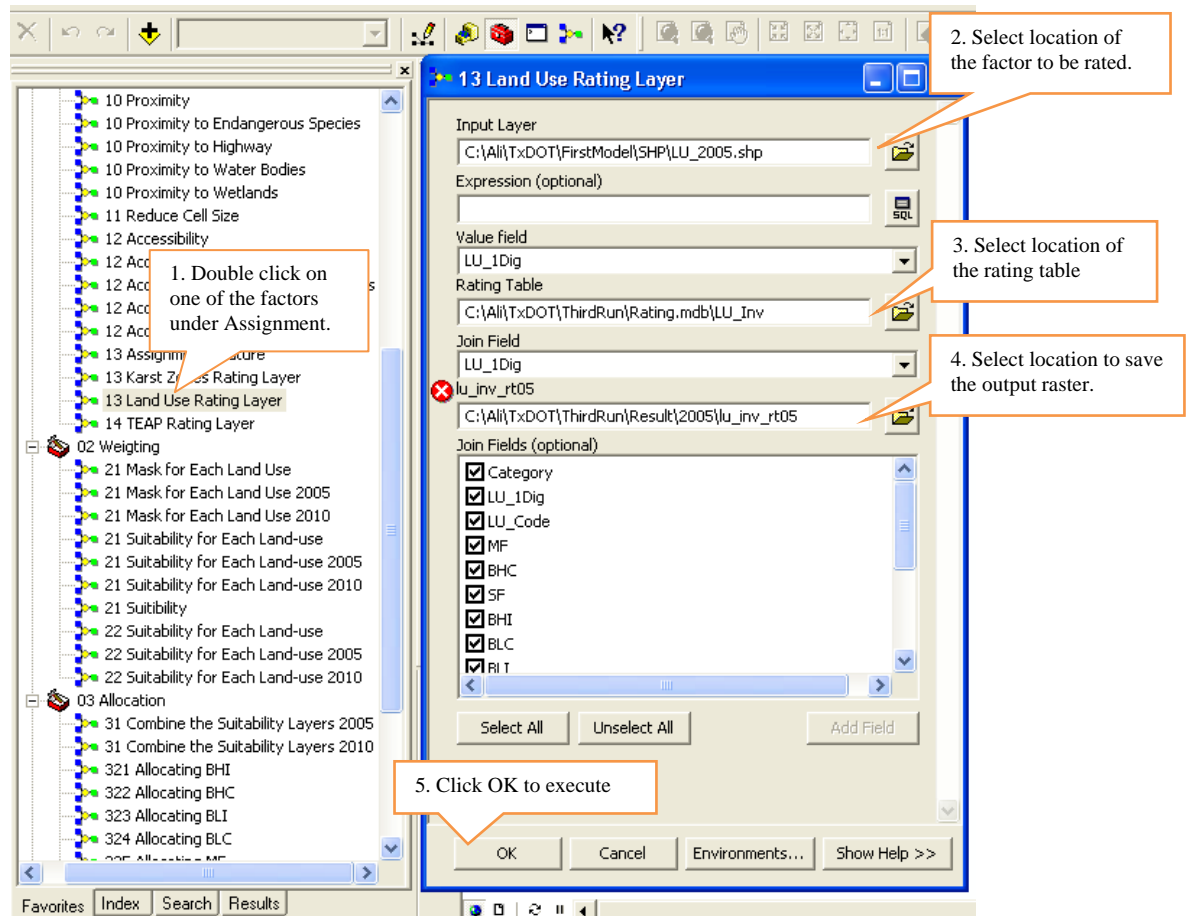 2. Select location of
the factor to be rated.
10 Proximity
10 Proximity to Endangerous Species
10 Proximity to Highway
10 Proximity to Water Bodies
10 Proximity to Wetlands
11 Reduce Cell Size
12 Accessibility
12 Acc
12 Acc
12 Acc
12 Acc
13 Assignm
13 Karst Z
s Rating Layer
13 Land Use Rating Layer
14 TEAP Rating Layer
1. Double click on
one of the factors
under Assignment.
02 Weigting
21 Mask for Each Land Use
21 Mask for Each Land Use 2005
21 Mask for Each Land Use 2010
21 Suitability for Each Land-use
21 Suitability for Each Land-use 2005
21 Suitability for Each Land-use 2010
21 Suitibility
22 Suitability for Each Land-use
22 Suitability for Each Land-use 2005
22 Suitability for Each Land-use 2010
03 Allocation
31 Combine the Suitability Layers 2005
31 Combine the Suitability Layers 2010
321 Allocating BHI
322 Allocating BHC
323 Allocating BLI
324 Allocating BLC
Favorites Index Search Results
13 Land Use Rating Layer
Input Layer
C:\Ali\TxDOT\FirstModel\SHP\LU_2005.shp
Expression (optional)
SQL
Value field
LU_1Dig
Rating Table
C:\Ali\TxDOT\ThirdRun\Rating.mdb\LU_Inv
3. Select location of
the rating table
Join Field
LU_1Dig
lu_inv_rt05
C:\Ali\TxDOT\ThirdRun\Result\2005\lu_inv_rt05
4. Select location to save
the output raster.
Join Fields (optional)
Category
LU_1Dig
LU_Code
MF
BHC
SF
BHI
BLC
BLI
Select All Unselect All Add Field
5. Click OK to execute
OK Cancel Environments... Show Help >>